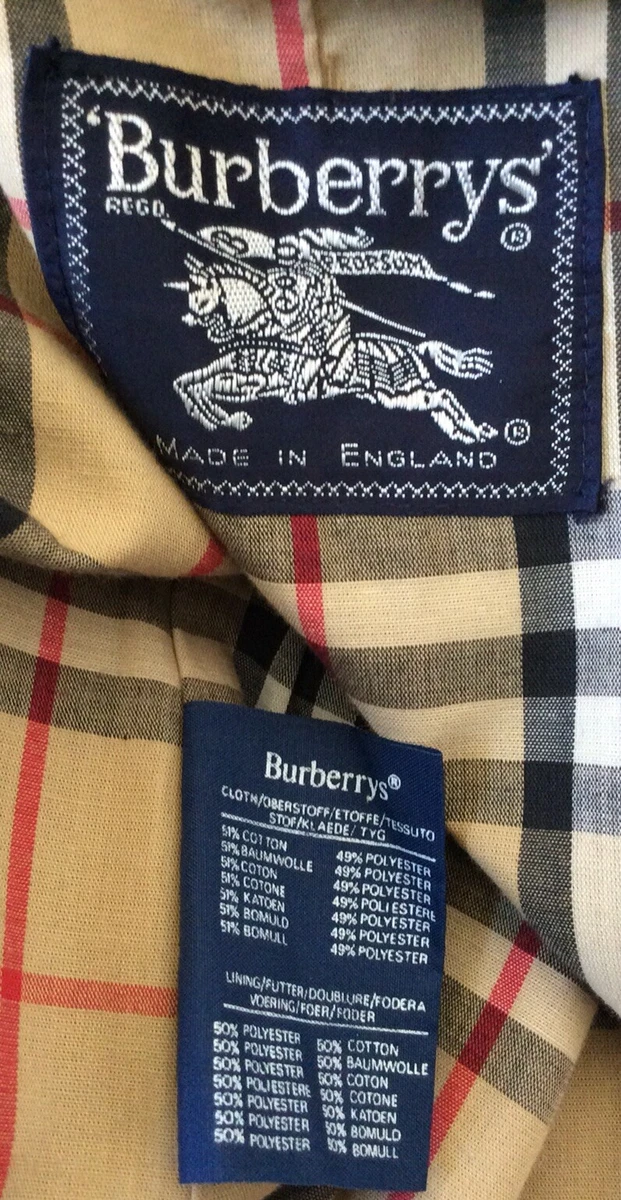 'Burberrys'
REGD.
®
PRORSUM
®
MADE IN ENGLAND
Burberrys®
CLOTH/OBERSTOFF/ETOFFE/TESSUTO
STOF/KLAEDE/TYG
51% COTTON 49% POLYESTER
51% BAUMWOLLE 49% POLYESTER
51% COTON 49% POLYESTER
51% COTONE 49% POLIESTERE
51% KATOEN 49% POLYESTER
51% BOMULD 49% POLYESTER
51% BOMULL 49% POLYESTER
LINING/FUTTER/DOUBLURE/FODERA
VOERING/FOER/FODER
50% POLYESTER 50% COTTON
50% POLYESTER 50% BAUMWOLLE
50% POLYESTER 50% COTON
50% POLIESTERE 50% COTONE
50% POLYESTER 50% KATOEN
50% POLYESTER 50% BOMULD
50% POLYESTER 50% BOMULL